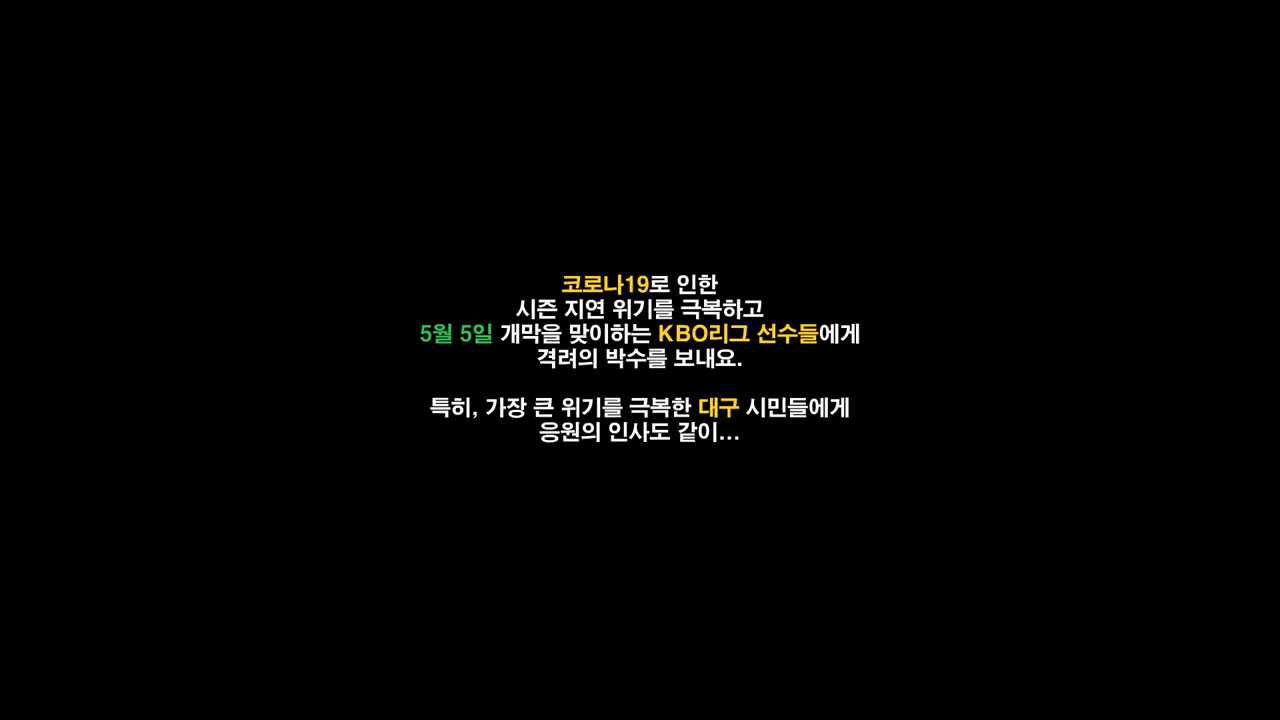 코로나19로 인한
시즌 지연 위기를 극복하고
5월 5일 개막을 맞이하는 KBO리그 선수들에게
격려의 박수를 보내요.
특히, 가장 큰 위기를 극복한 대구 시민들에게
응원의 인사도 같이...